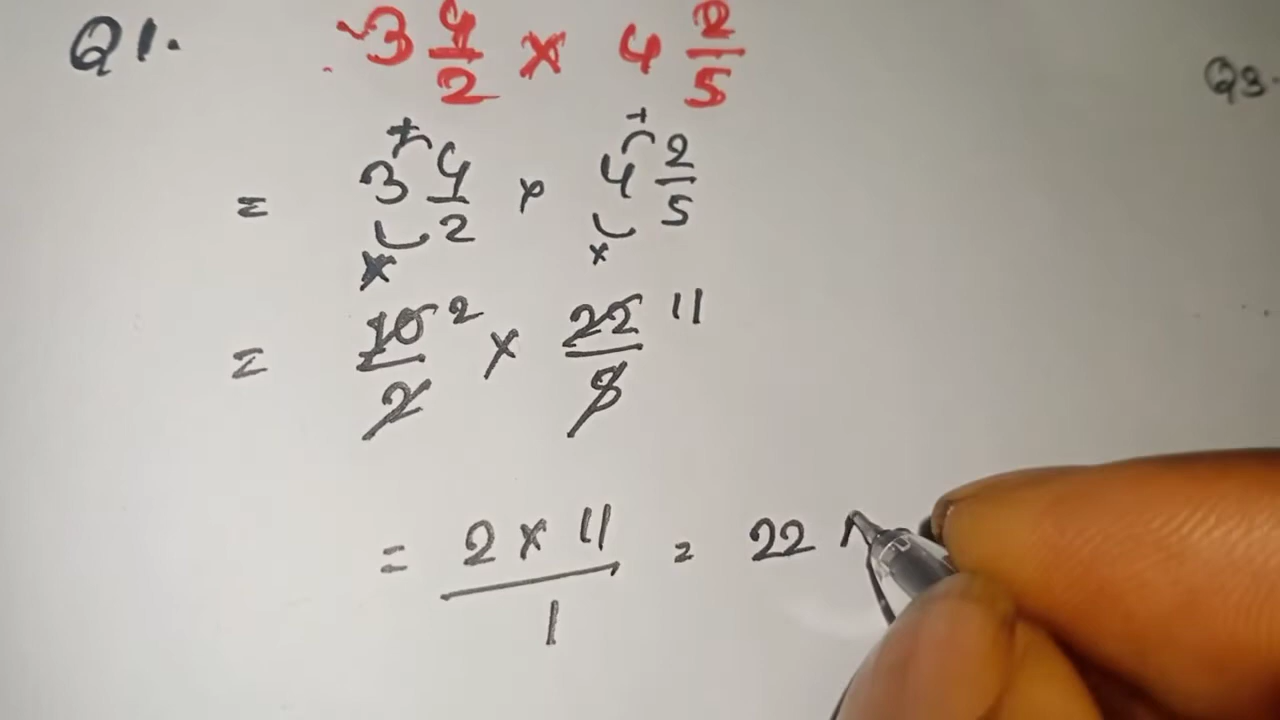 Q1. 3 4/2 × 4 2/5
Q3.
+ +
= 3 4/2 × 4 2/5
× ×
= 10/2 2 × 22/5 11
= 2 × 11/1 = 22